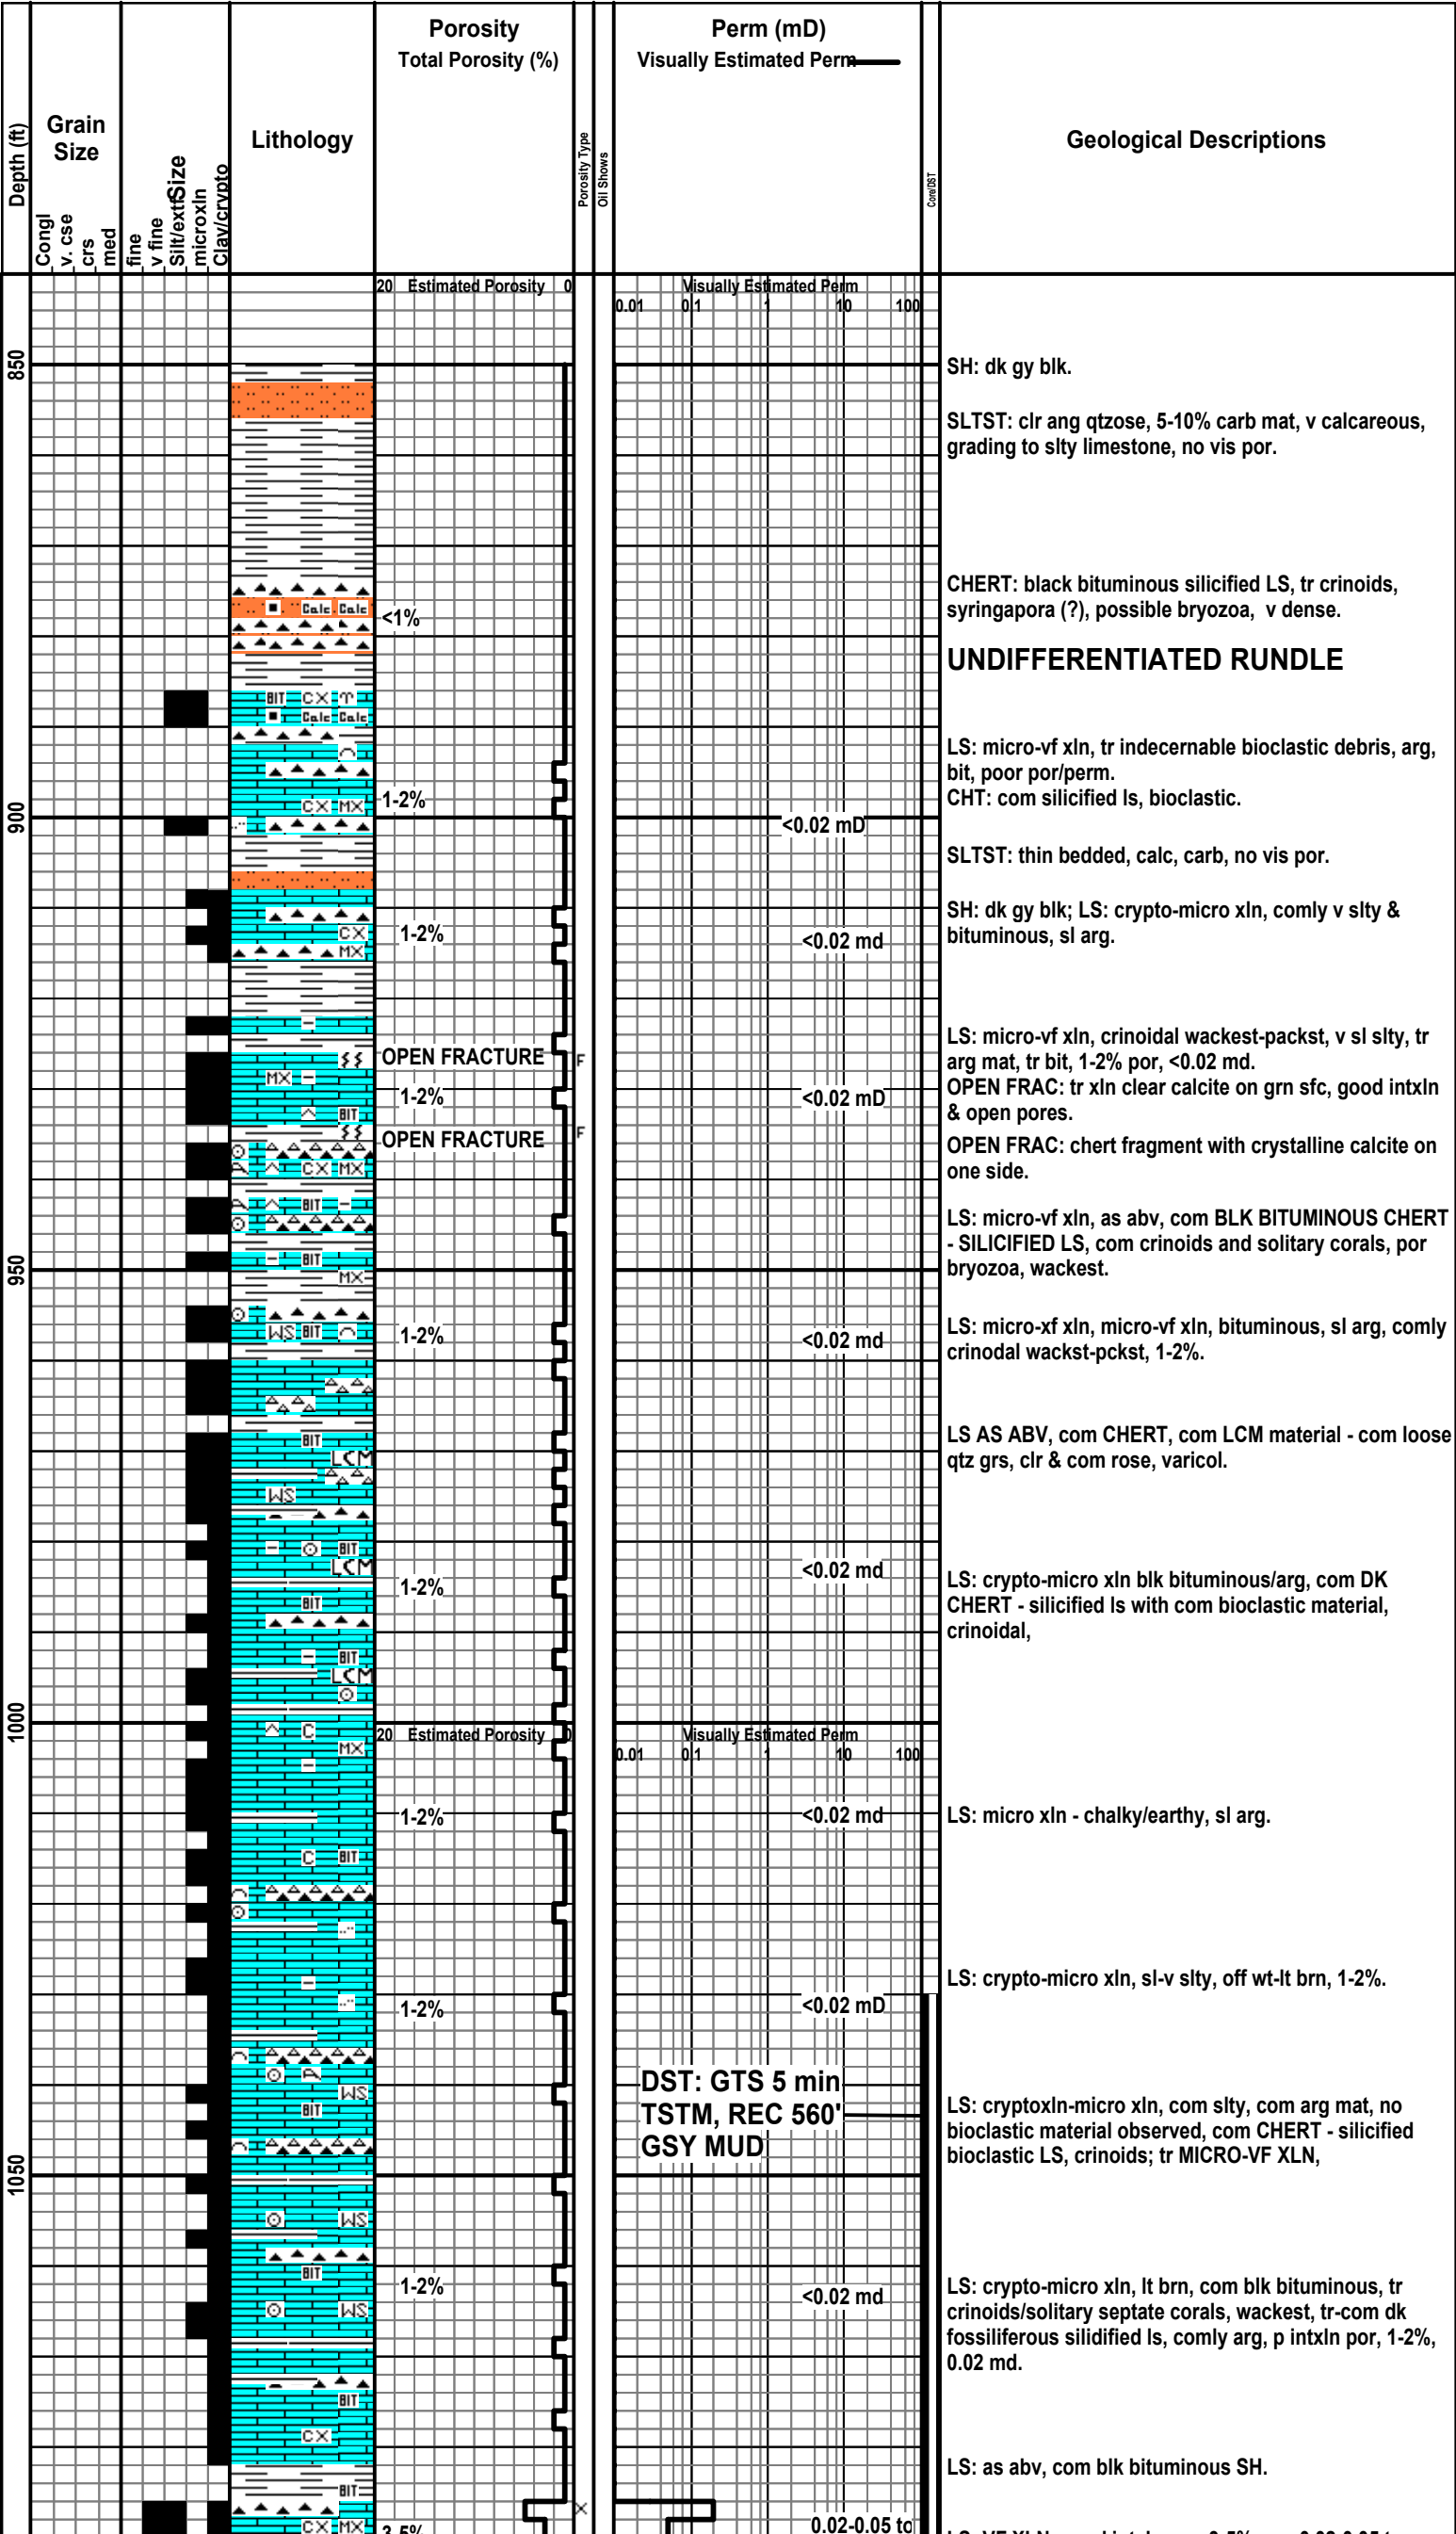 Porosity
Total Porosity (%)
Perm (mD)
Visually Estimated Perm
Depth (ft)
Grain
Size
Congl
v. cse
crs
med
fine
v fine
Silt/extf
Size
microxln
Clay/crypto
Lithology
Porosity Type
Oil Shows
Core/DST
Geological Descriptions
20 Estimated Porosity 0
Visually Estimated Perm
0.01 0.1 1 10 100
850
SH: dk gy blk.
SLTST: clr ang qtzose, 5-10% carb mat, v calcareous,
grading to slty limestone, no vis por.
CHERT: black bituminous silicified LS, tr crinoids,
syringapora (?), possible bryozoa, v dense.
Calc Calc
<1%
UNDIFFERENTIATED RUNDLE
BIT CX
Calc Calc
LS: micro-vf xln, tr indecernable bioclastic debris, arg,
bit, poor por/perm.
CHT: com silicified ls, bioclastic.
CX MX
1-2%
900
<0.02 mD
SLTST: thin bedded, calc, carb, no vis por.
SH: dk gy blk; LS: crypto-micro xln, comly v slty &
bituminous, sl arg.
CX
1-2%
<0.02 md
MX
LS: micro-vf xln, crinoidal wackest-packst, v sl slty, tr
arg mat, tr bit, 1-2% por, <0.02 md.
OPEN FRACTURE F
MX
1-2%
<0.02 mD
OPEN FRAC: tr xln clear calcite on grn sfc, good intxln
& open pores.
BIT
OPEN FRACTURE F
OPEN FRAC: chert fragment with crystalline calcite on
one side.
CX MX
BIT
LS: micro-vf xln, as abv, com BLK BITUMINOUS CHERT
- SILICIFIED LS, com crinoids and solitary corals, por
bryozoa, wackest.
BIT
950
MX
WS BIT
1-2%
<0.02 md
LS: micro-xf xln, micro-vf xln, bituminous, sl arg, comly
crinodal wackst-pckst, 1-2%.
BIT
LCM
LS AS ABV, com CHERT, com LCM material - com loose
qtz grs, clr & com rose, varicol.
WS
BIT
LCM
1-2%
<0.02 md
BIT
LS: crypto-micro xln blk bituminous/arg, com DK
CHERT - silicified ls with com bioclastic material,
crinoidal,
BIT
LCM
1000
C
20 Estimated Porosity 0
Visually Estimated Perm
0.01 0.1 1 10 100
MX
1-2%
<0.02 md
LS: micro xln - chalky/earthy, sl arg.
C BIT
LS: crypto-micro xln, sl-v slty, off wt-lt brn, 1-2%.
1-2%
<0.02 mD
DST: GTS 5 min
TSTM, REC 560'
GSY MUD
WS
BIT
LS: cryptoxln-micro xln, com slty, com arg mat, no
bioclastic material observed, com CHERT - silicified
bioclastic LS, crinoids; tr MICRO-VF XLN,
1050
WS
BIT
1-2%
<0.02 md
WS
LS: crypto-micro xln, lt brn, com blk bituminous, tr
crinoids/solitary septate corals, wackest, tr-com dk
fossiliferous silidified ls, comly arg, p intxln por, 1-2%,
0.02 md.
BIT
CX
LS: as abv, com blk bituminous SH.
BIT
X
CX MX
3-5%
0.02-0.05 to